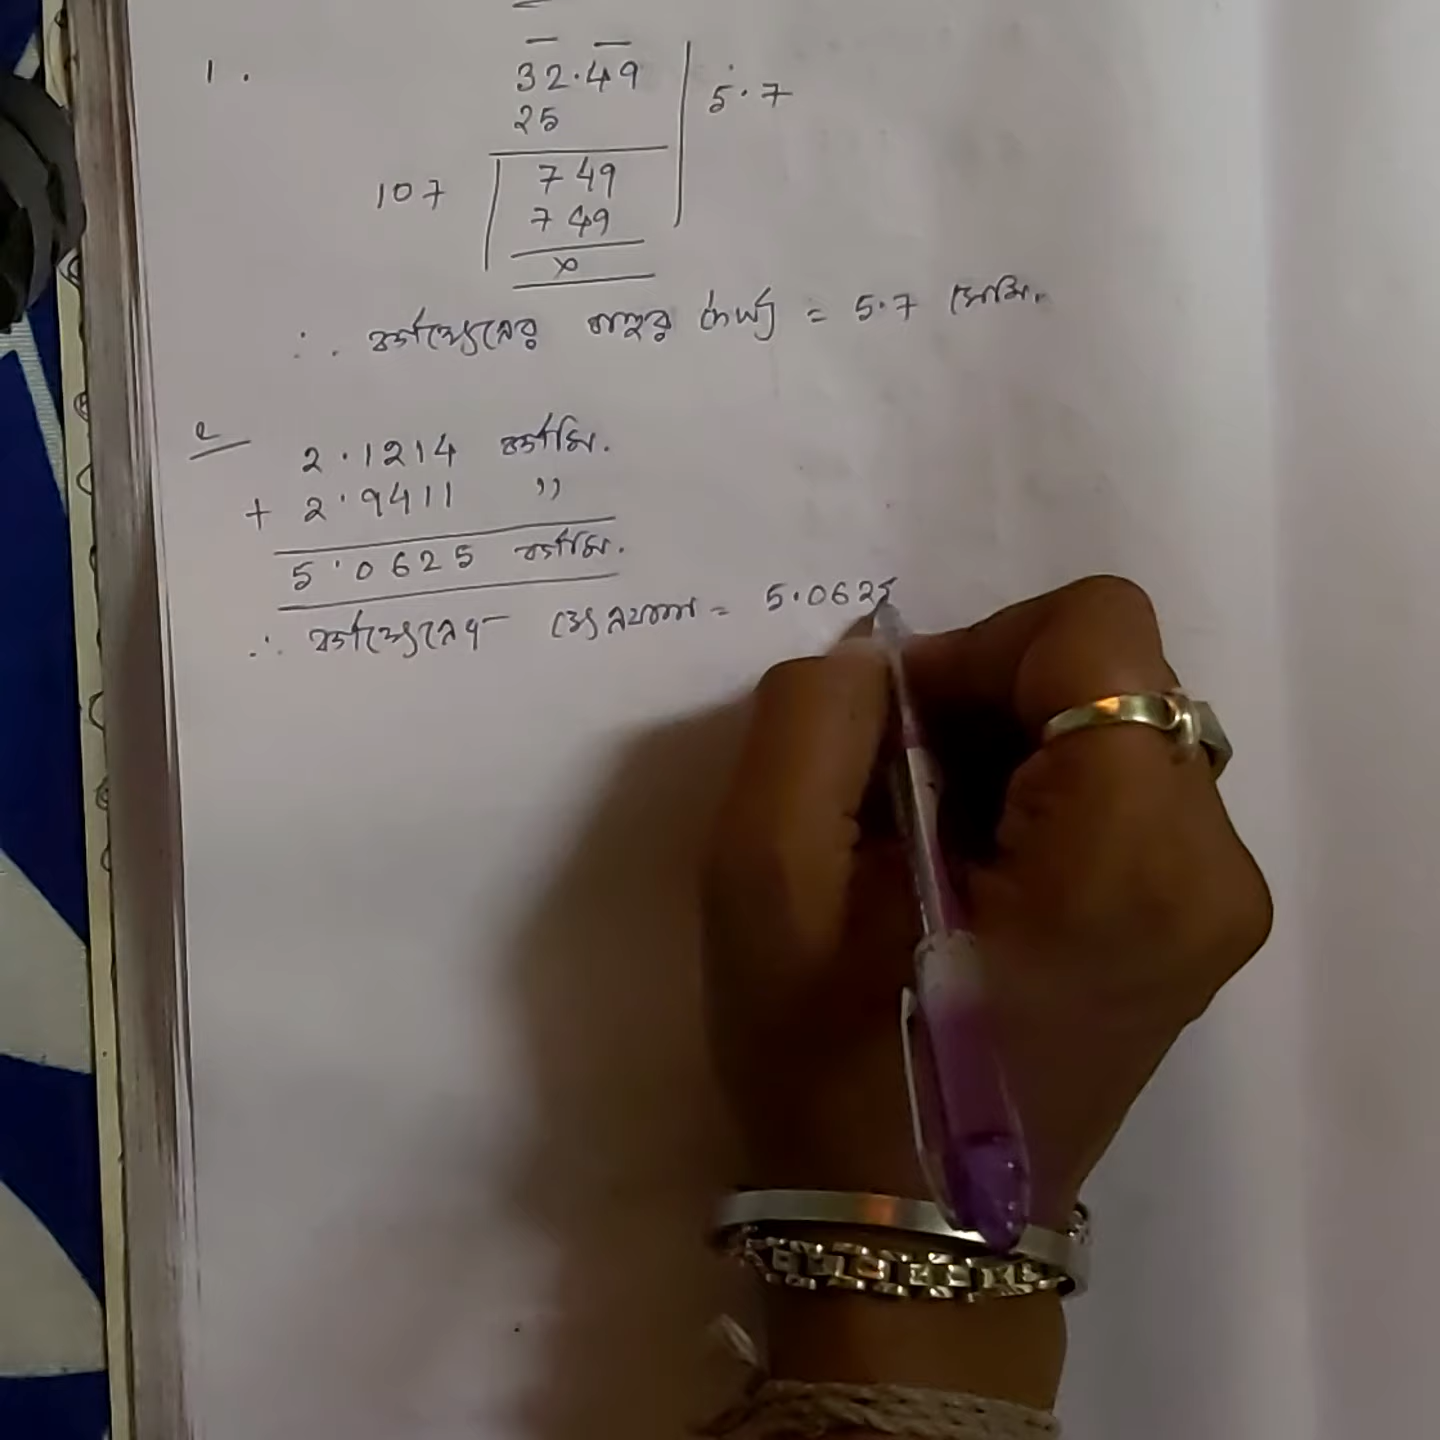 1. 32.49 | 5.7
25
107 | 749
749
x
∴ বর্গক্ষেত্রের বাহুর দৈর্ঘ্য = 5.7 সেমি.
2 2.1214 বর্গমি.
+ 2.9411 ,,
5.0625 বর্গমি.
∴ বর্গক্ষেত্রের ক্ষেত্রফল = 5.0625